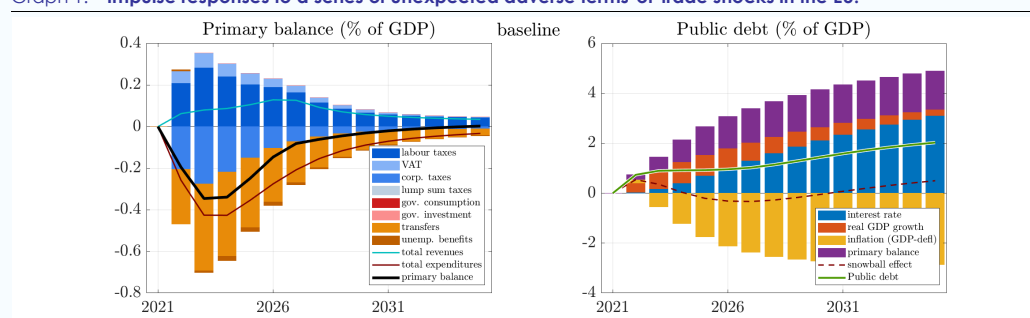 Graph 1: Impulse responses to a series of unexpected adverse terms-of-trade shocks in the EU.
Primary balance (% of GDP)
baseline
Public debt (% of GDP)
0.4
0.2
0
-0.2
-0.4
-0.6
-0.8
2021
2026
2031
labour taxes
VAT
corp. taxes
lump sum taxes
gov. consumption
gov. investment
transfers
unemp. benefits
total revenues
total expenditures
primary balance
6
4
2
0
-2
-4
2021
2026
2031
interest rate
real GDP growth
inflation (GDP-defl)
primary balance
snowball effect
Public debt